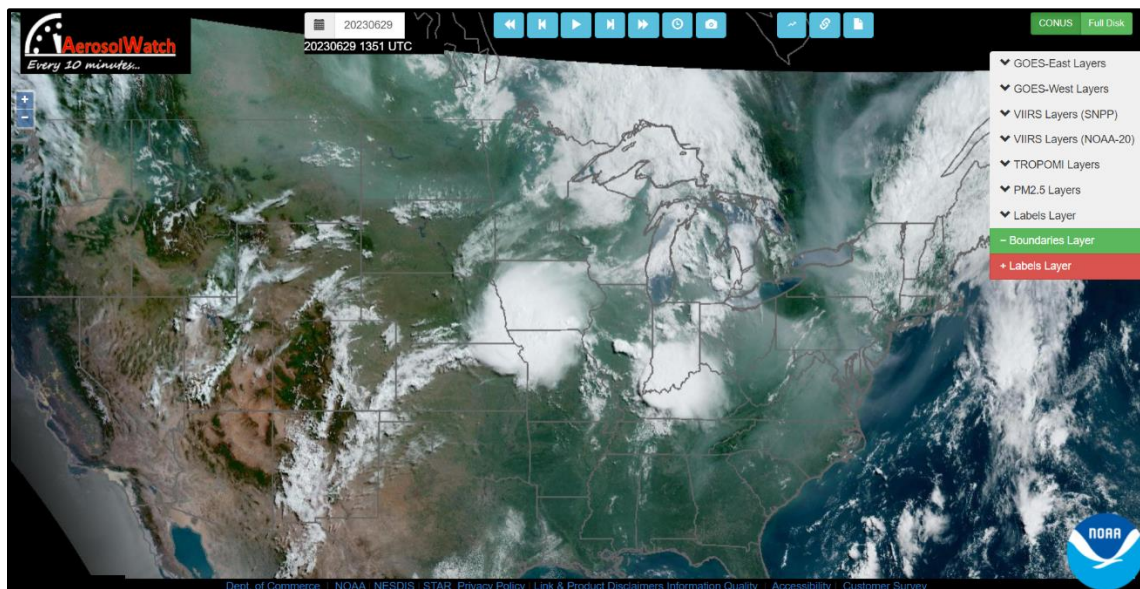 20230629
CONUS
Full Disk
AerosolWatch
Every 10 minutes...
20230629 1351 UTC
GOES-East Layers
GOES-West Layers
VIIRS Layers (SNPP)
VIIRS Layers (NOAA-20)
TROPOMI Layers
PM2.5 Layers
Labels Layer
− Boundaries Layer
+ Labels Layer
+
−
NOAA
Dept. of Commerce | NOAA | NESDIS | STAR Privacy Policy | Link & Product Disclaimers Information Quality | Accessibility | Customer Survey